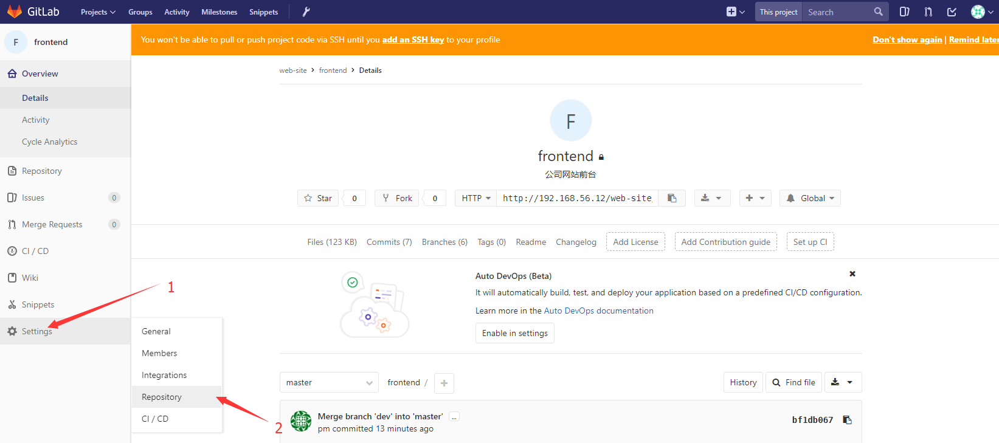 GitLab Projects Groups Activity Milestones Snippets This project Search
F frontend
You won't be able to pull or push project code via SSH until you add an SSH key to your profile Don't show again | Remind later
Overview
Details
Activity
Cycle Analytics
Repository
Issues 0
Merge Requests 0
CI / CD
Wiki
Snippets
Settings
1
General
Members
Integrations
Repository
CI / CD
2
web-site > frontend > Details
F
frontend
公司网站前台
Star 0 Fork 0 HTTP http://192.168.56.12/web-site Global
Files (123 KB) Commits (7) Branches (6) Tags (0) Readme Changelog Add License Add Contribution guide Set up CI
Auto DevOps (Beta)
It will automatically build, test, and deploy your application based on a predefined CI/CD configuration.
Learn more in the Auto DevOps documentation
Enable in settings
master frontend / + History Find file
Merge branch 'dev' into 'master' ... bf1db067
pm committed 13 minutes ago